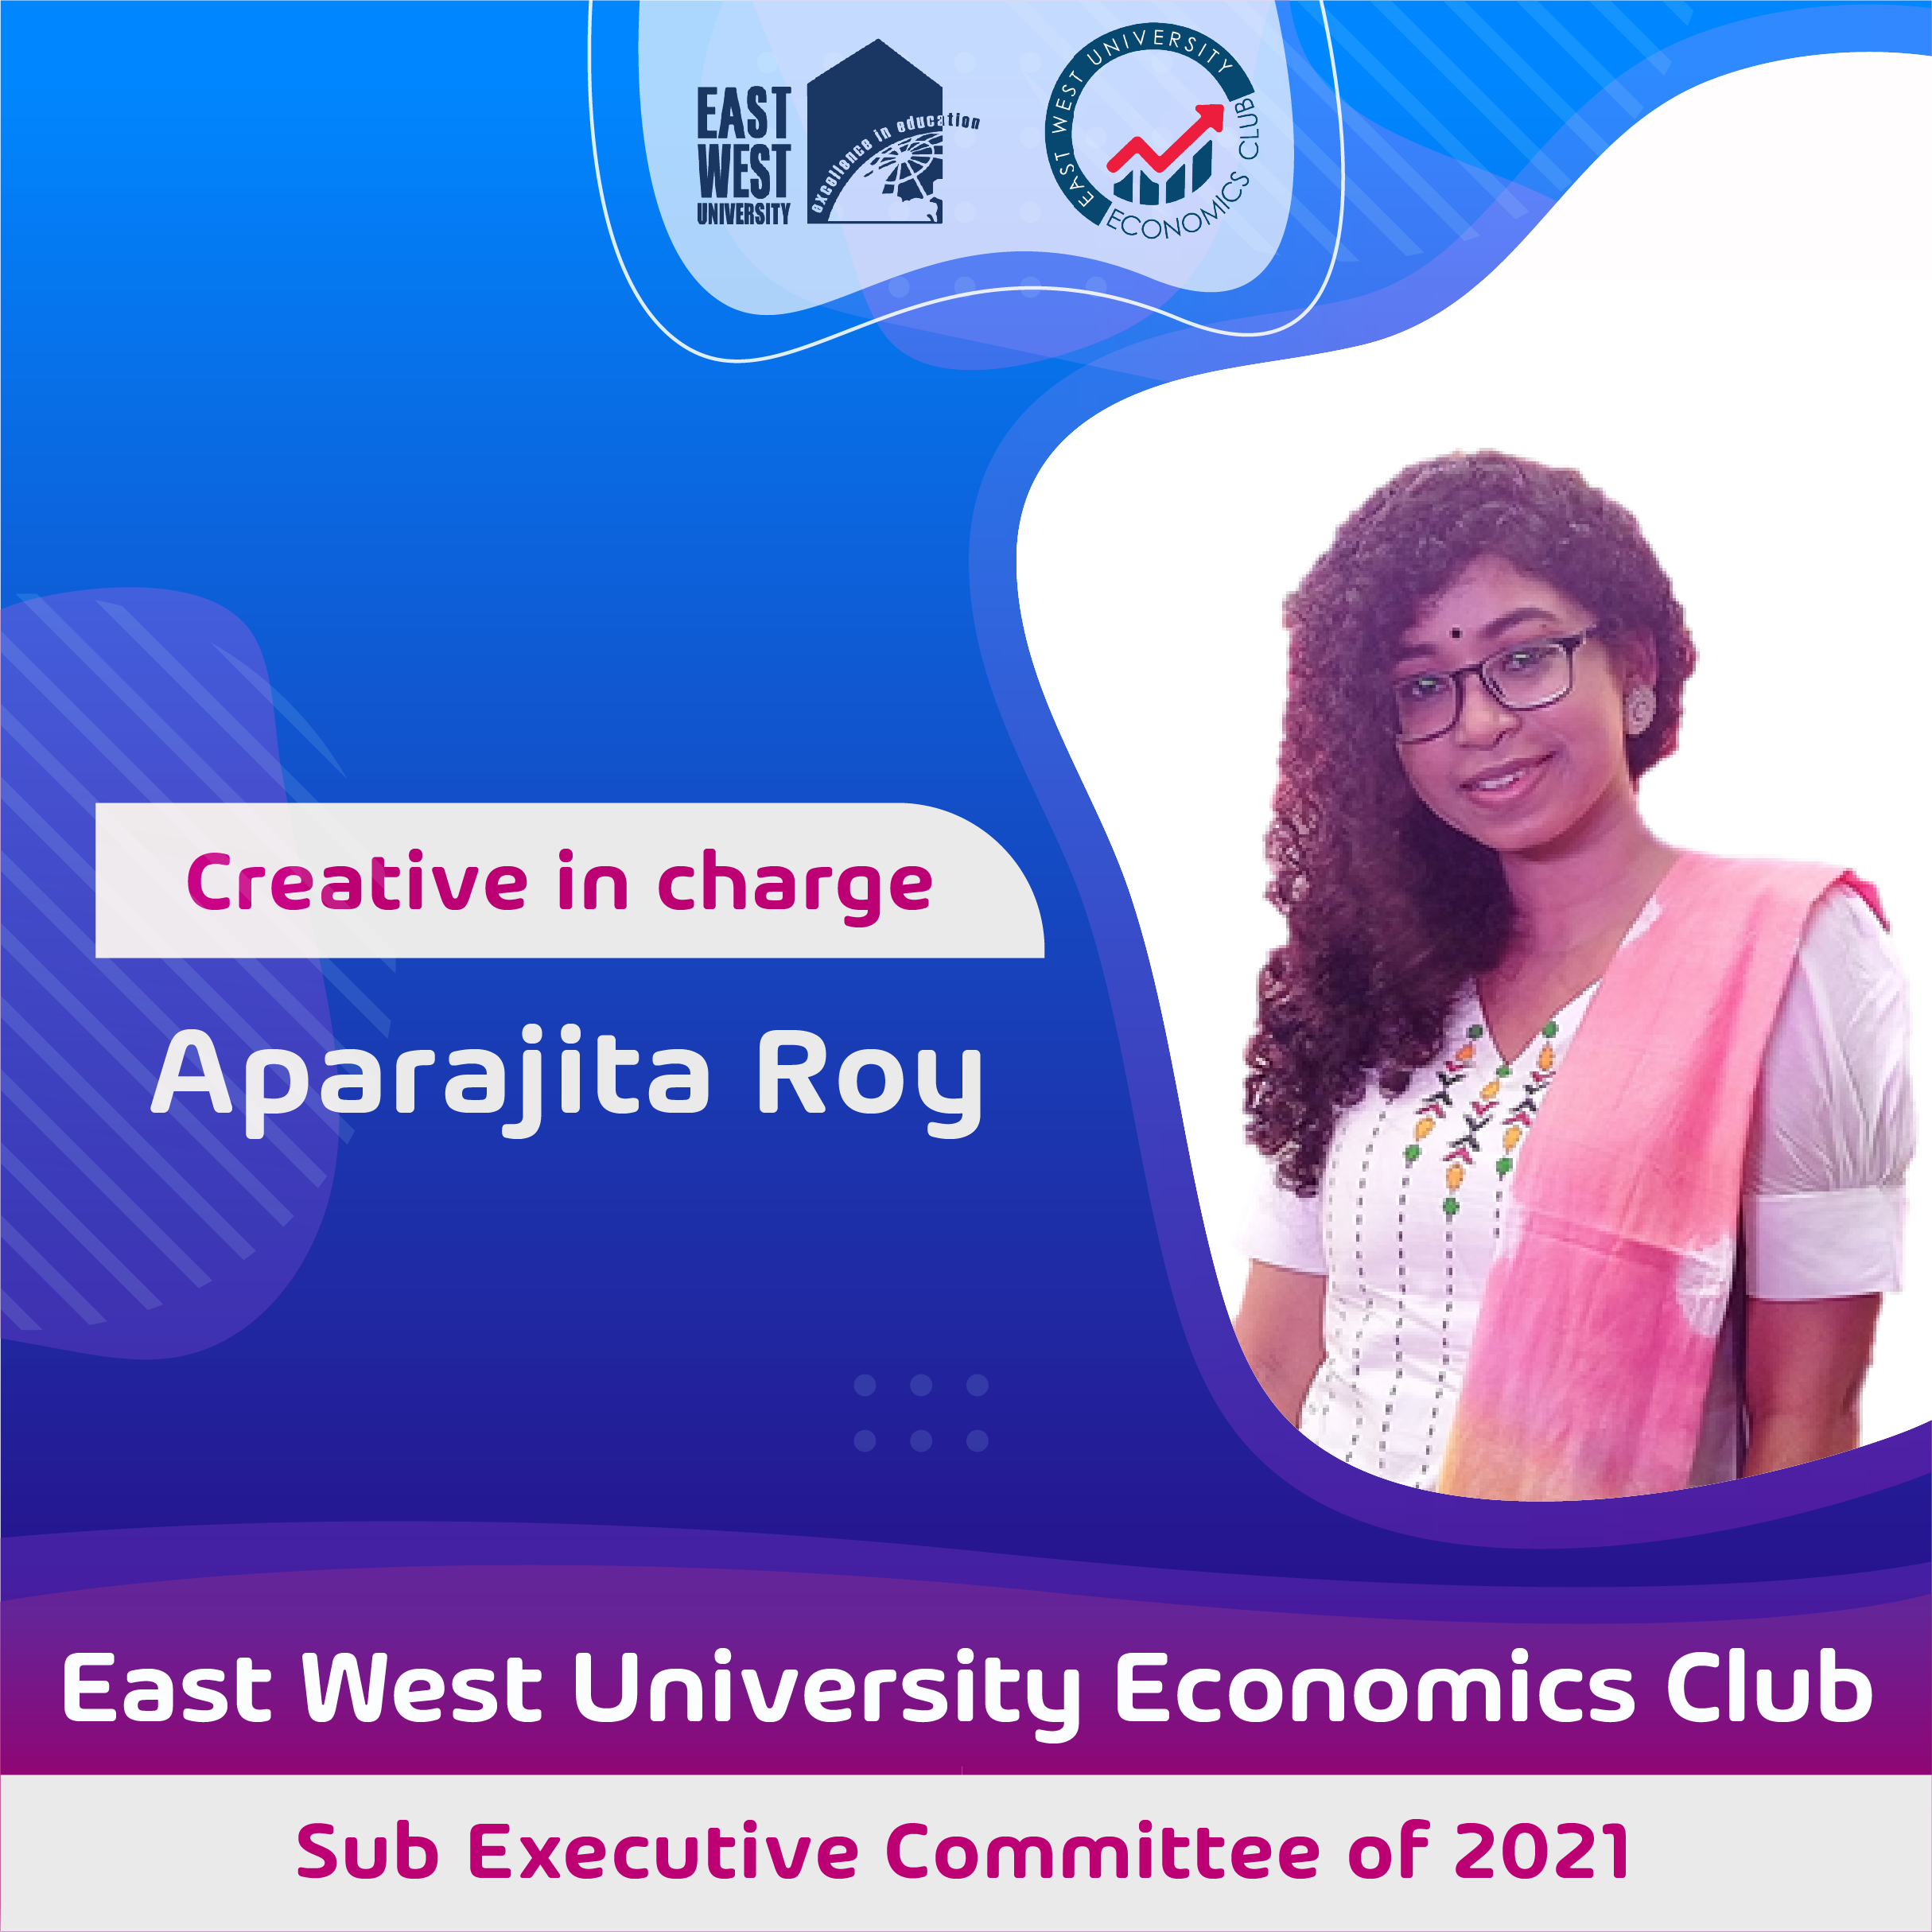 EAST
WEST
UNIVERSITY
excellence in education
EAST WEST UNIVERSITY
ECONOMICS CLUB
Creative in charge
Aparajita Roy
East West University Economics Club
Sub Executive Committee of 2021